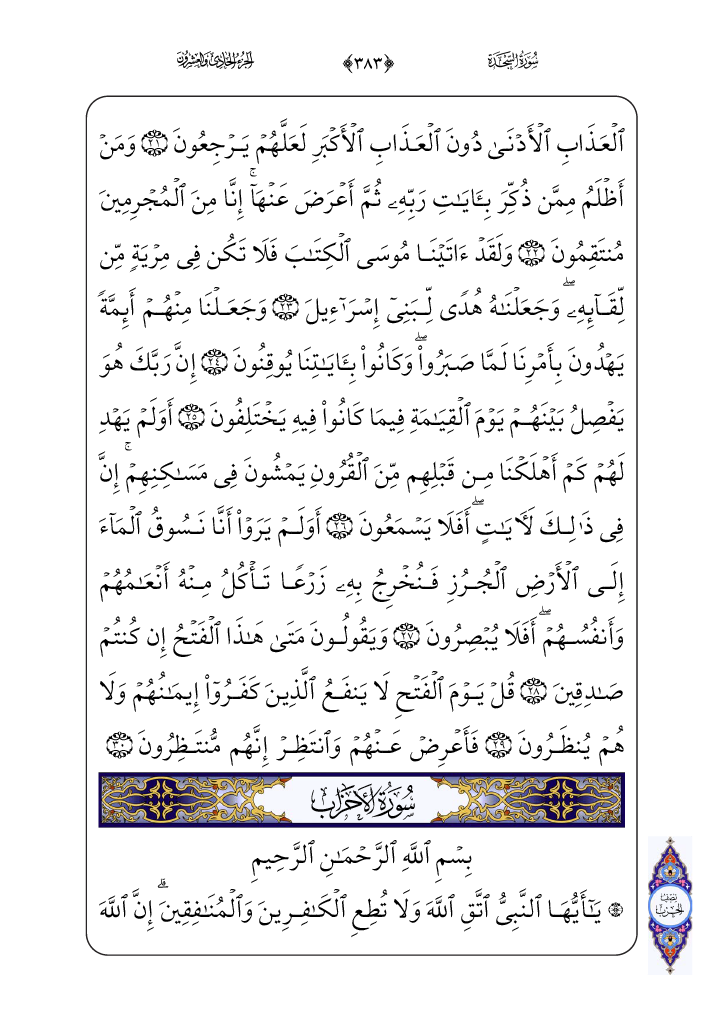 سُورَةُ السَّجْدَةِ ﴿٣٨٣﴾ الجزء الحادي والعشرون
ٱلۡعَذَابِ ٱلۡأَدۡنَىٰ دُونَ ٱلۡعَذَابِ ٱلۡأَكۡبَرِ لَعَلَّهُمۡ يَرۡجِعُونَ ٢١ وَمَنۡ
أَظۡلَمُ مِمَّن ذُكِّرَ بِـَٔايَٰتِ رَبِّهِۦ ثُمَّ أَعۡرَضَ عَنۡهَآۚ إِنَّا مِنَ ٱلۡمُجۡرِمِينَ
مُنتَقِمُونَ ٢٢ وَلَقَدۡ ءَاتَيۡنَا مُوسَى ٱلۡكِتَٰبَ فَلَا تَكُن فِي مِرۡيَةٖ مِّن
لِّقَآئِهِۦۖ وَجَعَلۡنَٰهُ هُدٗى لِّبَنِيٓ إِسۡرَٰٓءِيلَ ٢٣ وَجَعَلۡنَا مِنۡهُمۡ أَئِمَّةٗ
يَهۡدُونَ بِأَمۡرِنَا لَمَّا صَبَرُواْۖ وَكَانُواْ بِـَٔايَٰتِنَا يُوقِنُونَ ٢٤ إِنَّ رَبَّكَ هُوَ
يَفۡصِلُ بَيۡنَهُمۡ يَوۡمَ ٱلۡقِيَٰمَةِ فِيمَا كَانُواْ فِيهِ يَخۡتَلِفُونَ ٢٥ أَوَلَمۡ يَهۡدِ
لَهُمۡ كَمۡ أَهۡلَكۡنَا مِن قَبۡلِهِم مِّنَ ٱلۡقُرُونِ يَمۡشُونَ فِي مَسَٰكِنِهِمۡۚ إِنَّ
فِي ذَٰلِكَ لَأٓيَٰتٍۖ أَفَلَا يَسۡمَعُونَ ٢٦ أَوَلَمۡ يَرَوۡاْ أَنَّا نَسُوقُ ٱلۡمَآءَ
إِلَى ٱلۡأَرۡضِ ٱلۡجُرُزِ فَنُخۡرِجُ بِهِۦ زَرۡعٗا تَأۡكُلُ مِنۡهُ أَنۡعَٰمُهُمۡ
وَأَنفُسُهُمۡۖ أَفَلَا يُبۡصِرُونَ ٢٧ وَيَقُولُونَ مَتَىٰ هَٰذَا ٱلۡفَتۡحُ إِن كُنتُمۡ
صَٰدِقِينَ ٢٨ قُلۡ يَوۡمَ ٱلۡفَتۡحِ لَا يَنفَعُ ٱلَّذِينَ كَفَرُوٓاْ إِيمَٰنُهُمۡ وَلَا
هُمۡ يُنظَرُونَ ٢٩ فَأَعۡرِضۡ عَنۡهُمۡ وَٱنتَظِرۡ إِنَّهُم مُّنتَظِرُونَ ٣٠
سُورَةُ الأَحْزَابِ
بِسۡمِ ٱللَّهِ ٱلرَّحۡمَٰنِ ٱلرَّحِيمِ
۞ يَٰٓأَيُّهَا ٱلنَّبِيُّ ٱتَّقِ ٱللَّهَ وَلَا تُطِعِ ٱلۡكَٰفِرِينَ وَٱلۡمُنَٰفِقِينَۗ إِنَّ ٱللَّهَ
نصف
الحزب